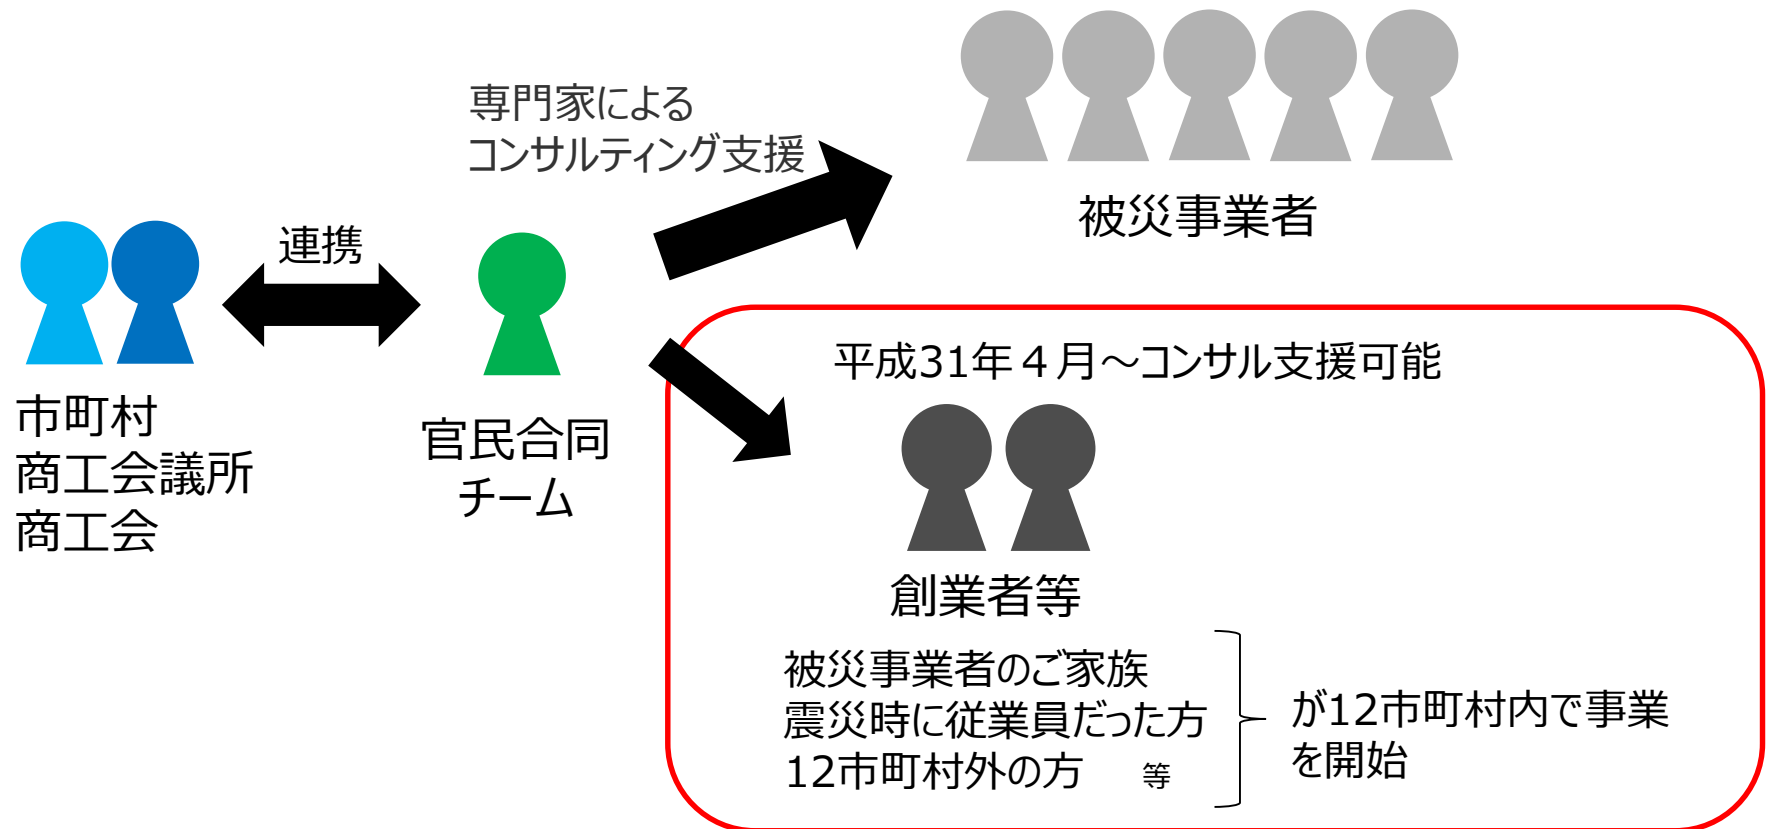 専門家による
コンサルティング支援
被災事業者
連携
市町村
商工会議所
商工会
官民合同
チーム
平成31年４月～コンサル支援可能
創業者等
被災事業者のご家族
震災時に従業員だった方
12市町村外の方　等
が12市町村内で事業
を開始